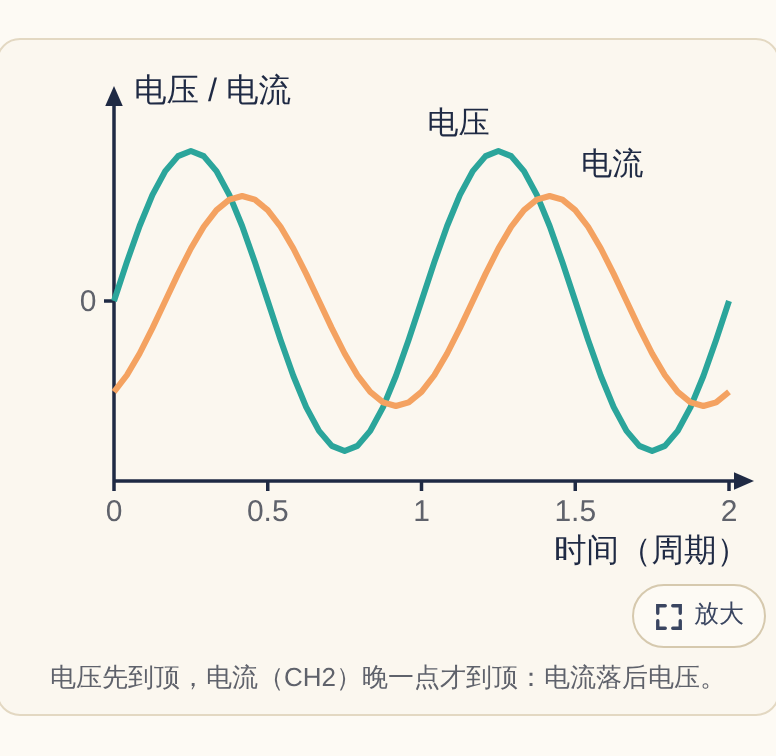 电压 / 电流
电压
电流
0
0 0.5 1 1.5 2
时间（周期）
放大
电压先到顶，电流（CH2）晚一点才到顶：电流落后电压。